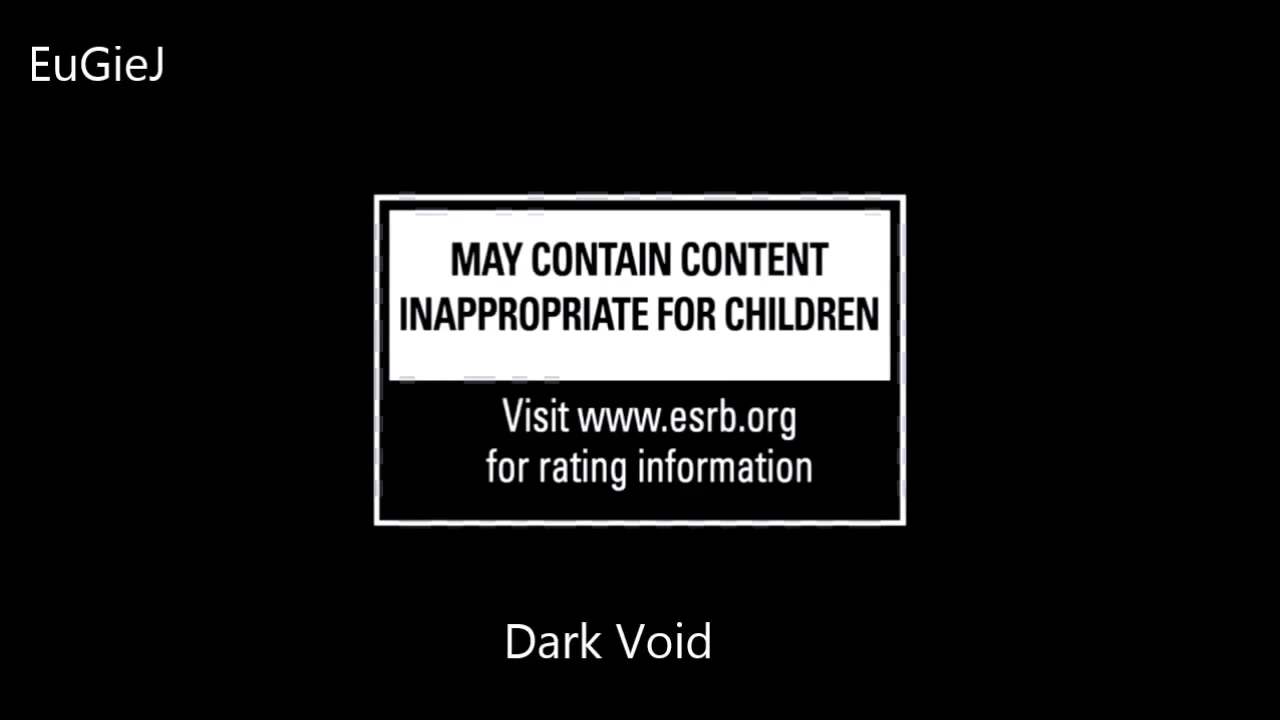 EuGieJ
MAY CONTAIN CONTENT
INAPPROPRIATE FOR CHILDREN
Visit www.esrb.org
for rating information
Dark Void